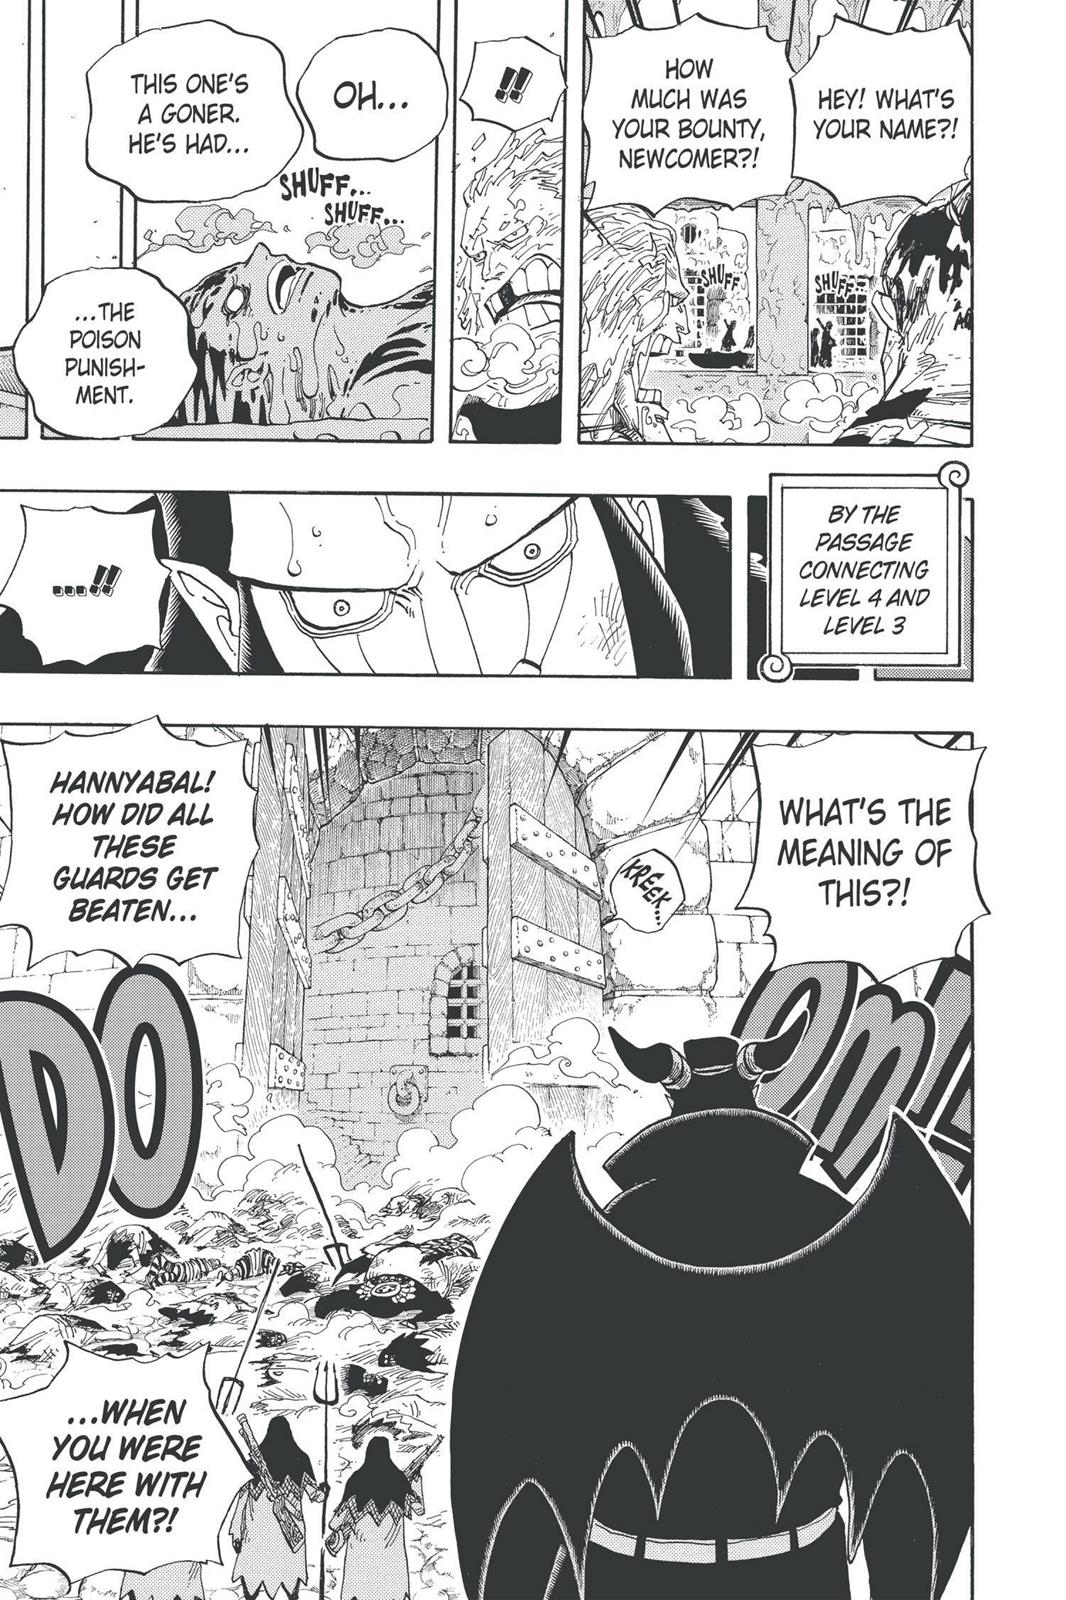 HEY! WHAT'S
YOUR NAME?!
HOW
MUCH WAS
YOUR BOUNTY,
NEWCOMER?!
SHUFF
SHUFF...
!!
OH...
THIS ONE'S
A GONER.
HE'S HAD...
SHUFF...
SHUFF...
...THE
POISON
PUNISH-
MENT.
BY THE
PASSAGE
CONNECTING
LEVEL 4 AND
LEVEL 3
...!!
WHAT'S THE
MEANING OF
THIS?!
KREEK...
HANNYABAL!
HOW DID ALL
THESE
GUARDS GET
BEATEN...
DO
...WHEN
YOU WERE
HERE WITH
THEM?!